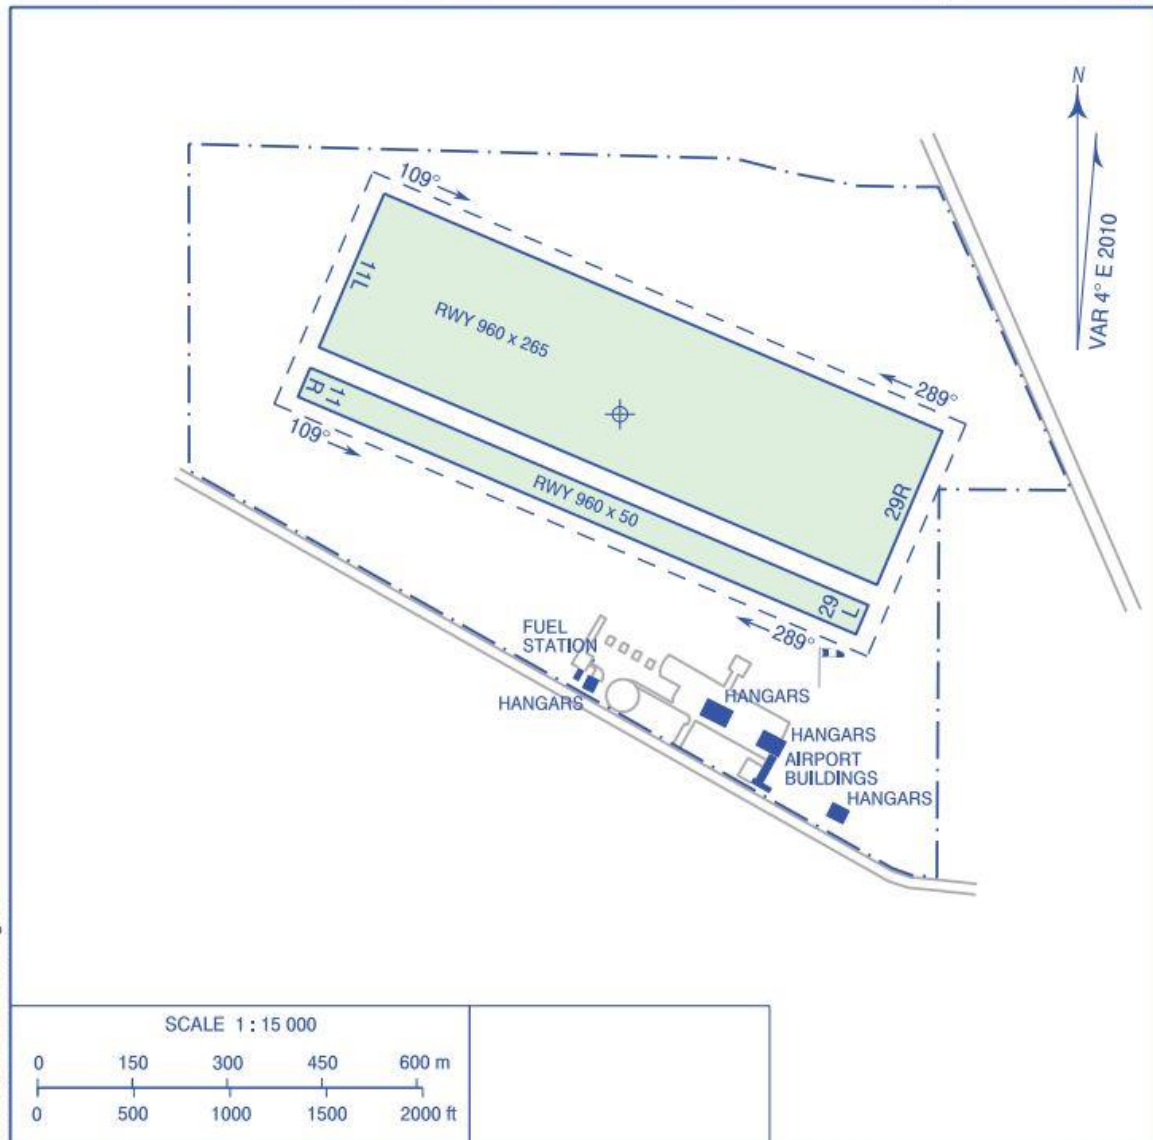 N
VAR 4° E 2010
109°
11L
RWY 960 x 265
289°
11
R
109°
RWY 960 x 50
29R
29
L
289°
FUEL
STATION
HANGARS
HANGARS
HANGARS
AIRPORT
BUILDINGS
HANGARS
SCALE 1 : 15 000
0 150 300 450 600 m
0 500 1000 1500 2000 ft